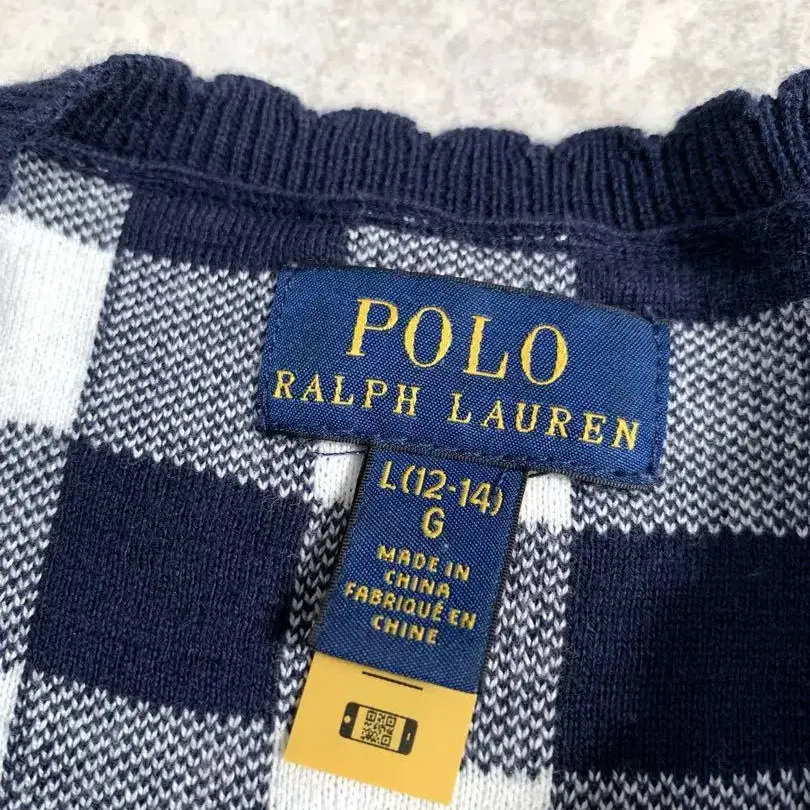 POLO
RALPH LAUREN
L(12-14)
G
MADE IN
CHINA
FABRIQUÉ EN
CHINE